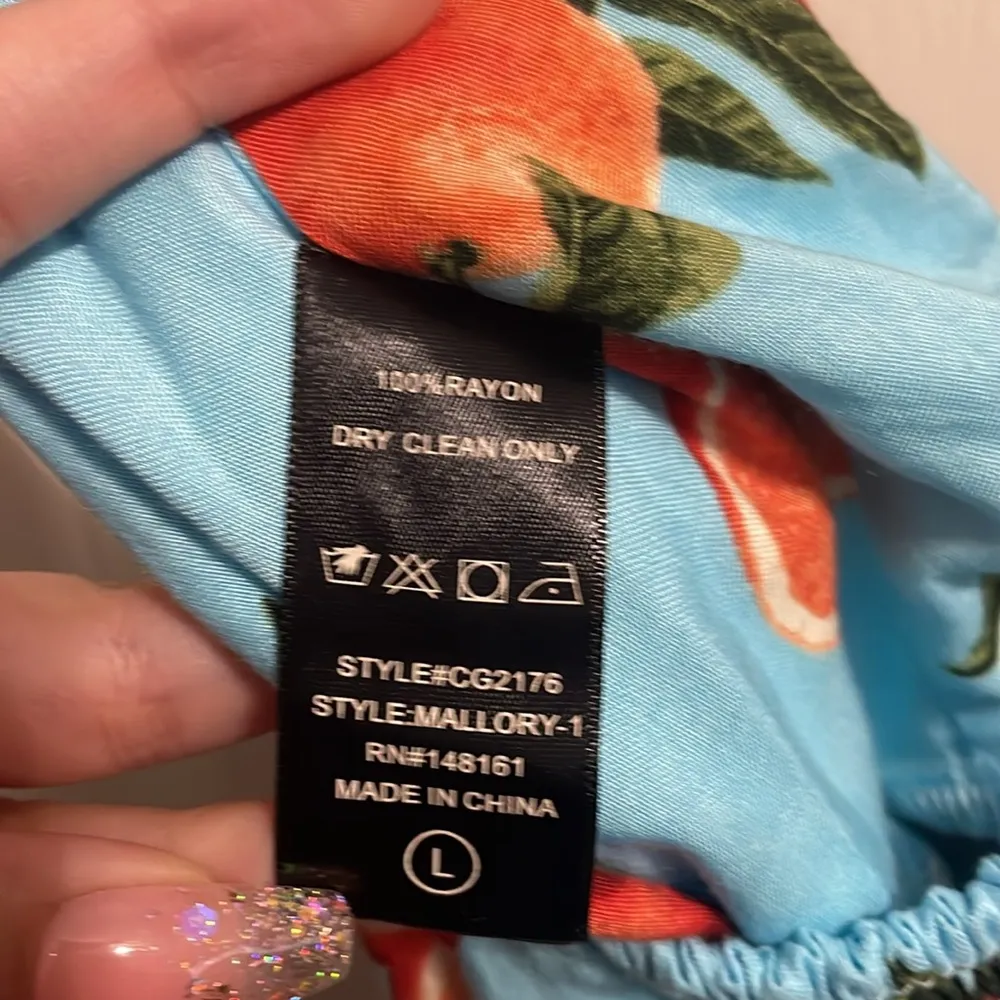 100%RAYON
DRY CLEAN ONLY
STYLE#CG2176
STYLE:MALLORY-1
RN#148161
MADE IN CHINA
L